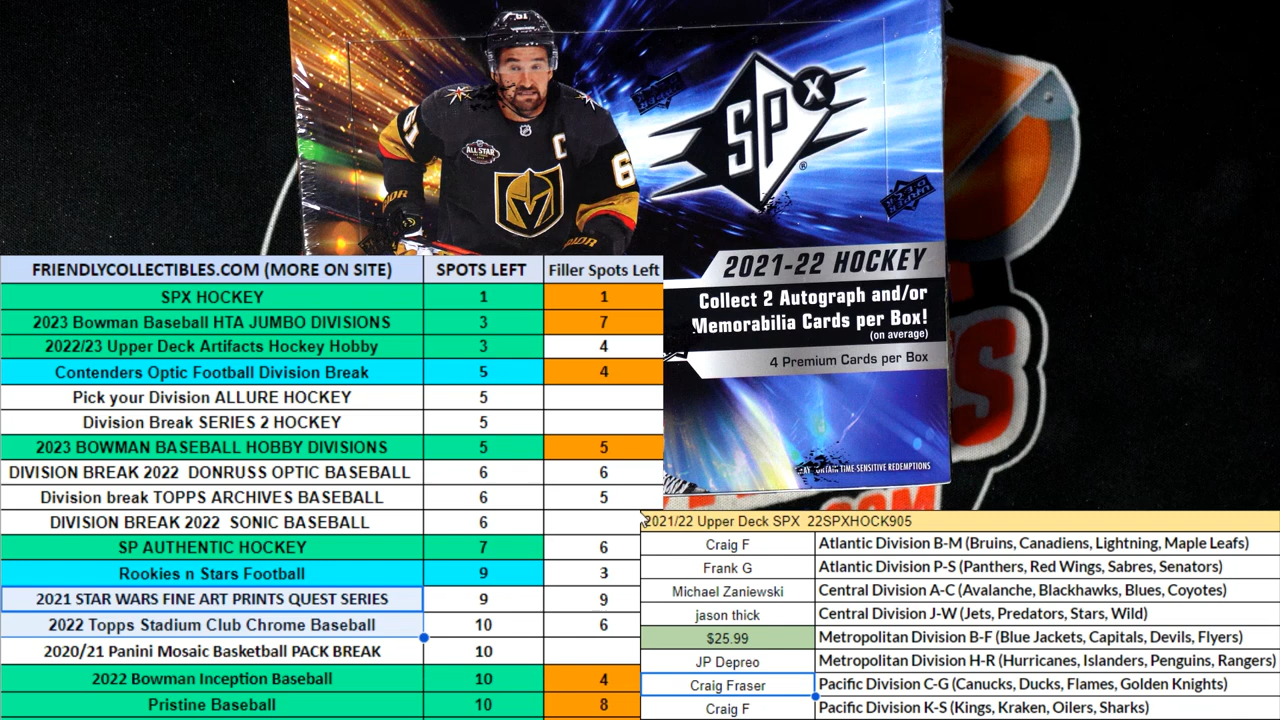 61
C
61
6
ALL STAR
SPX
®
UPPER DECK
2021-22 HOCKEY
Collect 2 Autograph and/or
Memorabilia Cards per Box!
(on average)
4 Premium Cards per Box
TIME-SENSITIVE REDEMPTIONS
.COM
FRIENDLYCOLLECTIBLES.COM (MORE ON SITE) SPOTS LEFT Filler Spots Left
SPX HOCKEY 1 1
2023 Bowman Baseball HTA JUMBO DIVISIONS 3 7
2022/23 Upper Deck Artifacts Hockey Hobby 3 4
Contenders Optic Football Division Break 5 4
Pick your Division ALLURE HOCKEY 5
Division Break SERIES 2 HOCKEY 5
2023 BOWMAN BASEBALL HOBBY DIVISIONS 5 5
DIVISION BREAK 2022 DONRUSS OPTIC BASEBALL 6 6
Division break TOPPS ARCHIVES BASEBALL 6 5
DIVISION BREAK 2022 SONIC BASEBALL 6
SP AUTHENTIC HOCKEY 7 6
Rookies n Stars Football 9 3
2021 STAR WARS FINE ART PRINTS QUEST SERIES 9 9
2022 Topps Stadium Club Chrome Baseball 10 6
2020/21 Panini Mosaic Basketball PACK BREAK 10
2022 Bowman Inception Baseball 10 4
Pristine Baseball 10 8
2021/22 Upper Deck SPX 22SPXHOCK905
Craig F Atlantic Division B-M (Bruins, Canadiens, Lightning, Maple Leafs)
Frank G Atlantic Division P-S (Panthers, Red Wings, Sabres, Senators)
Michael Zaniewski Central Division A-C (Avalanche, Blackhawks, Blues, Coyotes)
jason thick Central Division J-W (Jets, Predators, Stars, Wild)
$25.99 Metropolitan Division B-F (Blue Jackets, Capitals, Devils, Flyers)
JP Depreo Metropolitan Division H-R (Hurricanes, Islanders, Penguins, Rangers)
Craig Fraser Pacific Division C-G (Canucks, Ducks, Flames, Golden Knights)
Craig F Pacific Division K-S (Kings, Kraken, Oilers, Sharks)